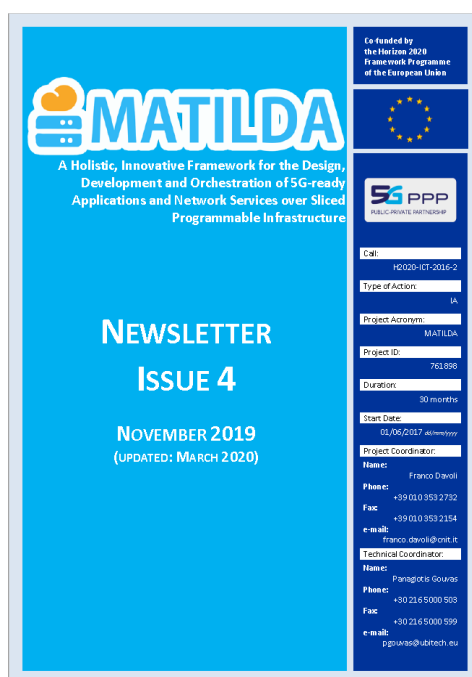 MATILDA
A Holistic, Innovative Framework for the Design,
Development and Orchestration of 5G-ready
Applications and Network Services over Sliced
Programmable Infrastructure
NEWSLETTER
ISSUE 4
NOVEMBER 2019
(UPDATED: MARCH 2020)
Co-funded by
the Horizon 2020
Framework Programme
of the European Union
5G PPP
PUBLIC-PRIVATE PARTNERSHIP
Call:
H2020-ICT-2016-2
Type of Action:
IA
Project Acronym:
MATILDA
Project ID:
761898
Duration:
30 months
Start Date:
01/06/2017 dd/mm/yyyy
Project Coordinator:
Name:
Franco Davoli
Phone:
+39 010 353 2732
Fax:
+39 010 353 2154
e-mail:
franco.davoli@cnit.it
Technical Coordinator:
Name:
Panagiotis Gouvas
Phone:
+30 216 5000 503
Fax:
+30 216 5000 599
e-mail:
pgouvas@ubitech.eu